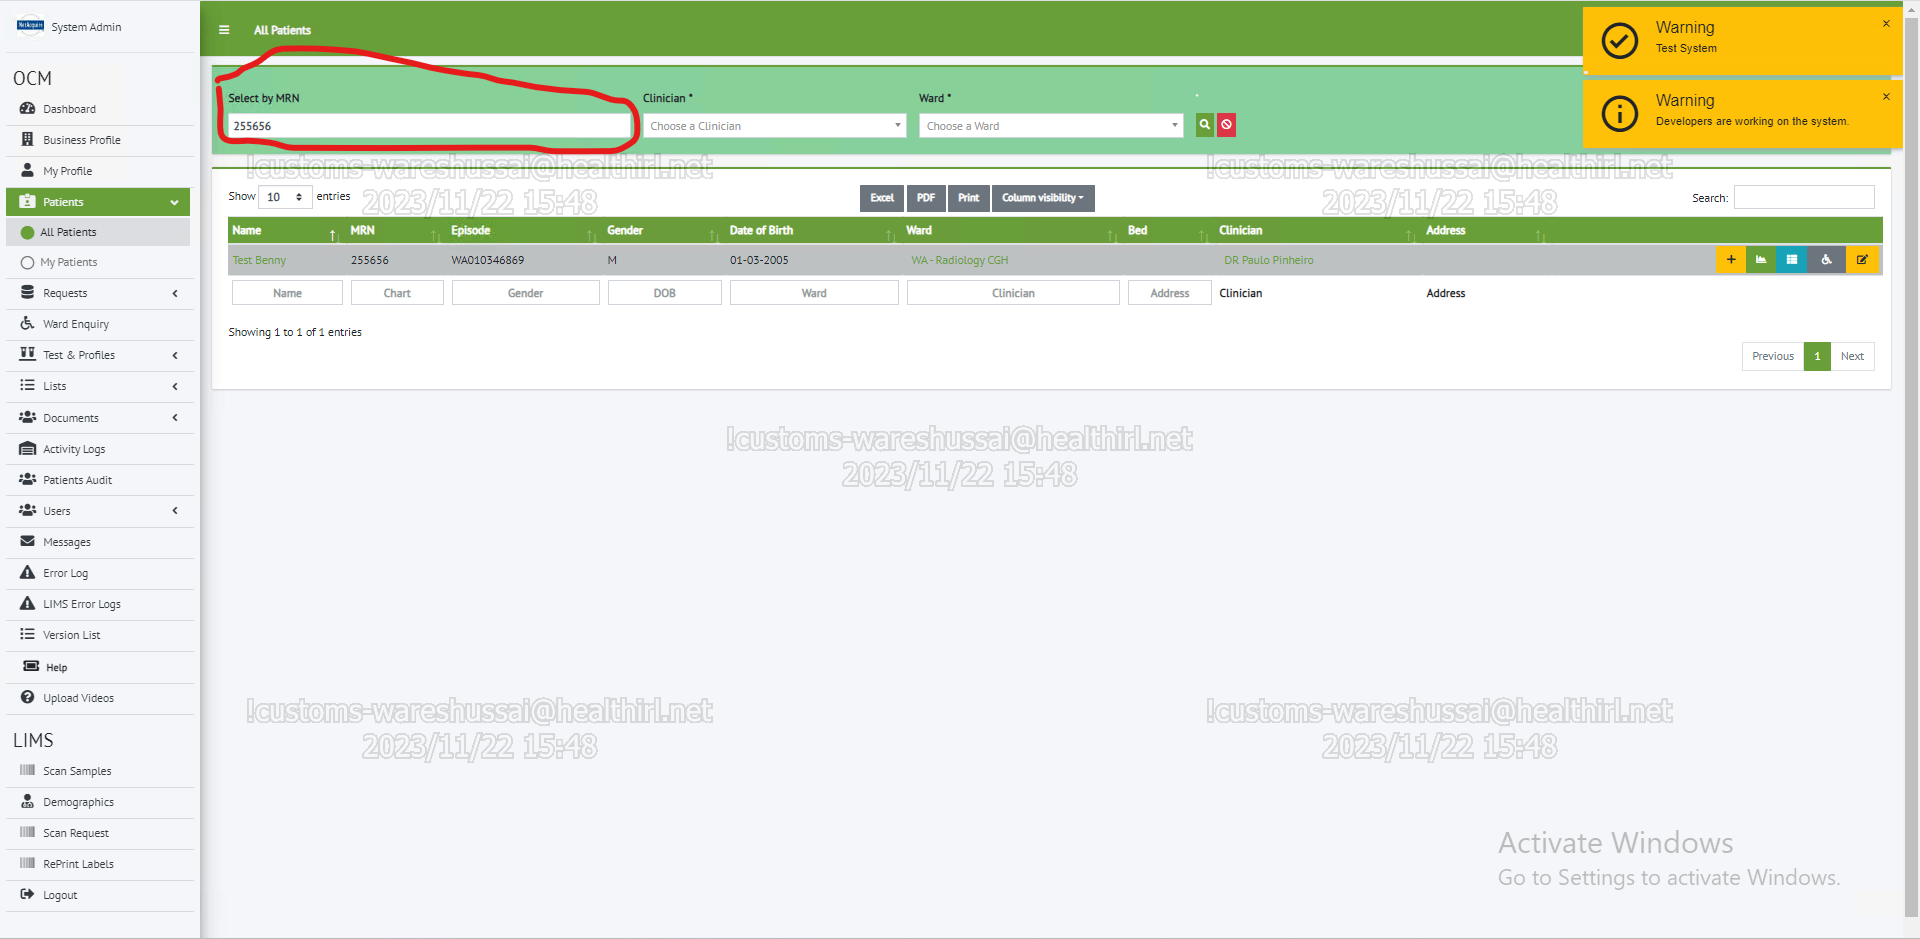 NetAcquire System Admin
OCM
Dashboard
Business Profile
My Profile
Patients
All Patients
My Patients
Requests
Ward Enquiry
Test & Profiles
Lists
Documents
Activity Logs
Patients Audit
Users
Messages
Error Log
LIMS Error Logs
Version List
Help
Upload Videos
LIMS
Scan Samples
Demographics
Scan Request
RePrint Labels
Logout
All Patients
Warning
Test System
Warning
Developers are working on the system.
Select by MRN Clinician * Ward *
255656 Choose a Clinician Choose a Ward
!customs-wareshussai@healthirl.net !customs-wareshussai@healthirl.net
2023/11/22 15:48 2023/11/22 15:48
Show 10 entries Excel PDF Print Column visibility Search:
Name MRN Episode Gender Date of Birth Ward Bed Clinician Address
Test Benny 255656 WA010346869 M 01-03-2005 WA - Radiology CGH DR Paulo Pinheiro
Name Chart Gender DOB Ward Clinician Address Clinician Address
Showing 1 to 1 of 1 entries
Previous 1 Next
!customs-wareshussai@healthirl.net
2023/11/22 15:48
!customs-wareshussai@healthirl.net !customs-wareshussai@healthirl.net
2023/11/22 15:48 2023/11/22 15:48
Activate Windows
Go to Settings to activate Windows.